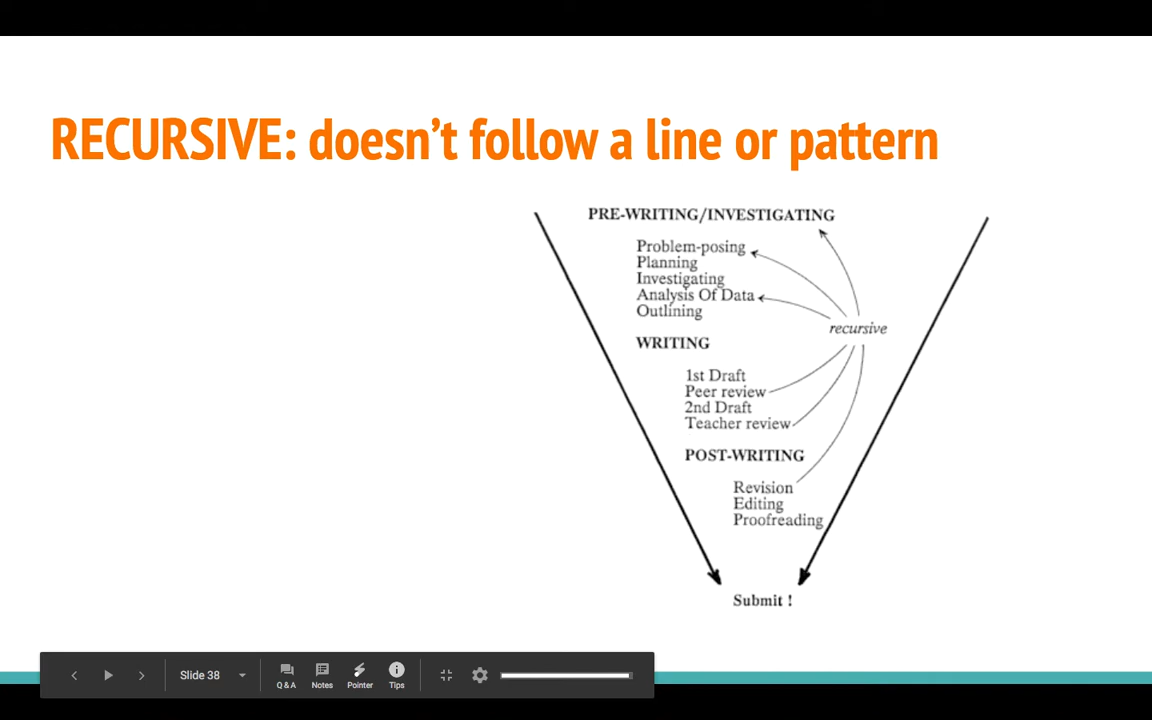 RECURSIVE: doesn’t follow a line or pattern
PRE-WRITING/INVESTIGATING
Problem-posing
Planning
Investigating
Analysis Of Data
Outlining
recursive
WRITING
1st Draft
Peer review
2nd Draft
Teacher review
POST-WRITING
Revision
Editing
Proofreading
Submit !
Slide 38
Q & A
Notes
Pointer
Tips